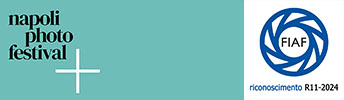 napoli
photo
festival
FIAF
riconoscimento R11-2024